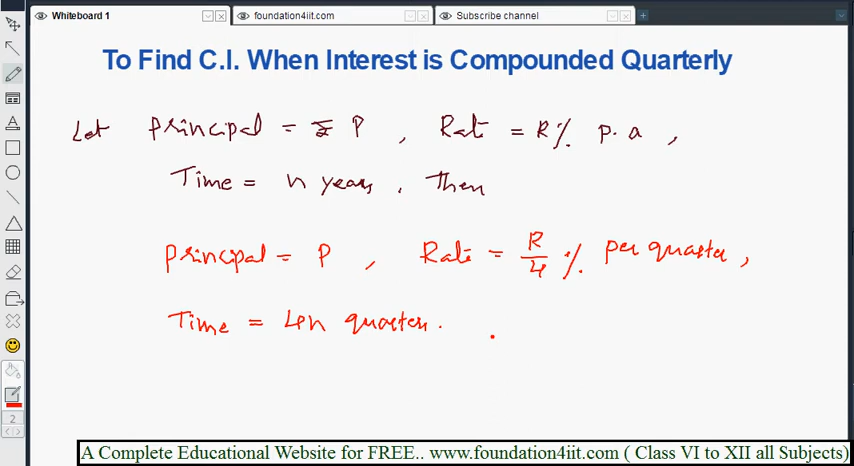 Whiteboard 1 foundation4iit.com Subscribe channel
To Find C.I. When Interest is Compounded Quarterly
Let Principal = ₹ P , Rate = R% p.a ,
Time = n years , Then
Principal = P , Rate = R/4 % per quarter ,
Time = 4n quarters .
2
A Complete Educational Website for FREE.. www.foundation4iit.com ( Class VI to XII all Subjects)